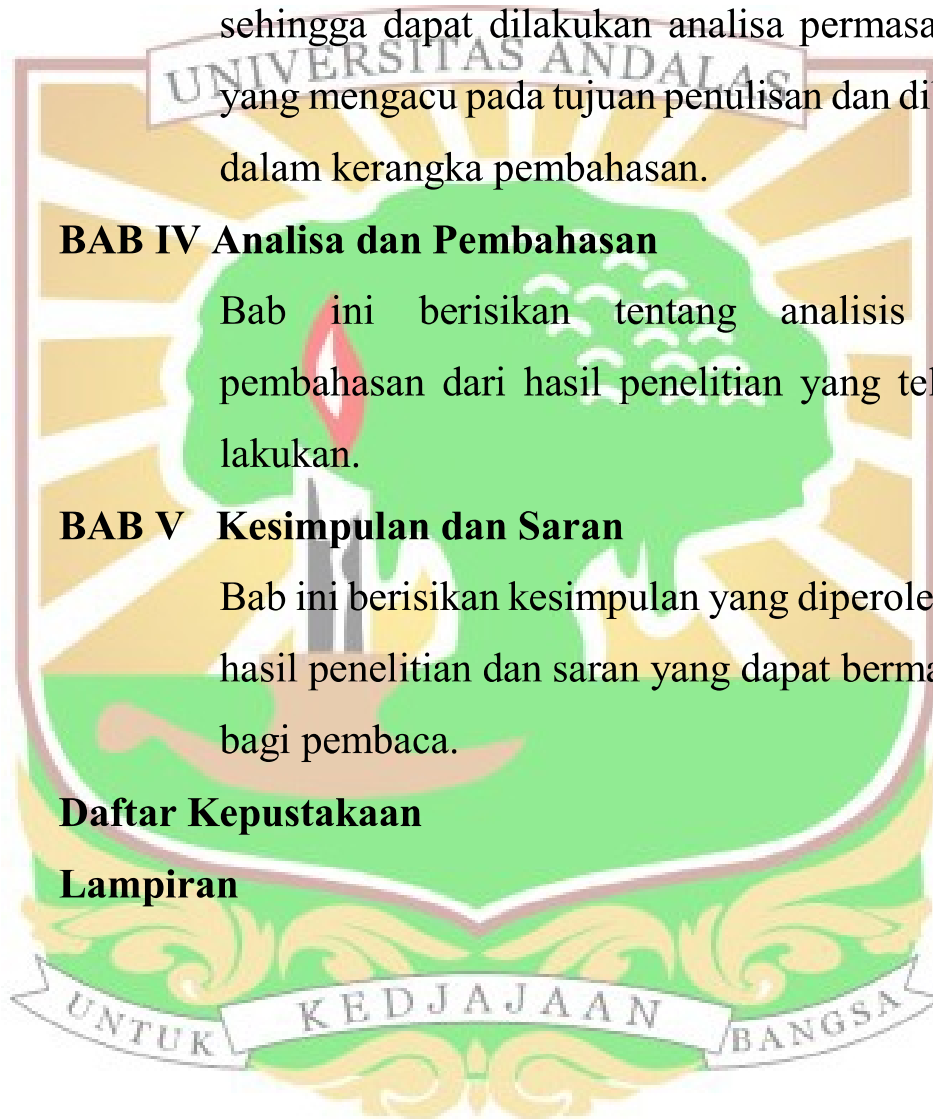 UNIVERSITAS ANDALAS
sehingga dapat dilakukan analisa permasa
yang mengacu pada tujuan penulisan dan di
dalam kerangka pembahasan.
BAB IV Analisa dan Pembahasan
Bab ini berisikan tentang analisis
pembahasan dari hasil penelitian yang tel
lakukan.
BAB V Kesimpulan dan Saran
Bab ini berisikan kesimpulan yang diperole
hasil penelitian dan saran yang dapat berma
bagi pembaca.
Daftar Kepustakaan
Lampiran
UNTUK KEDJAJAAN BANGSA